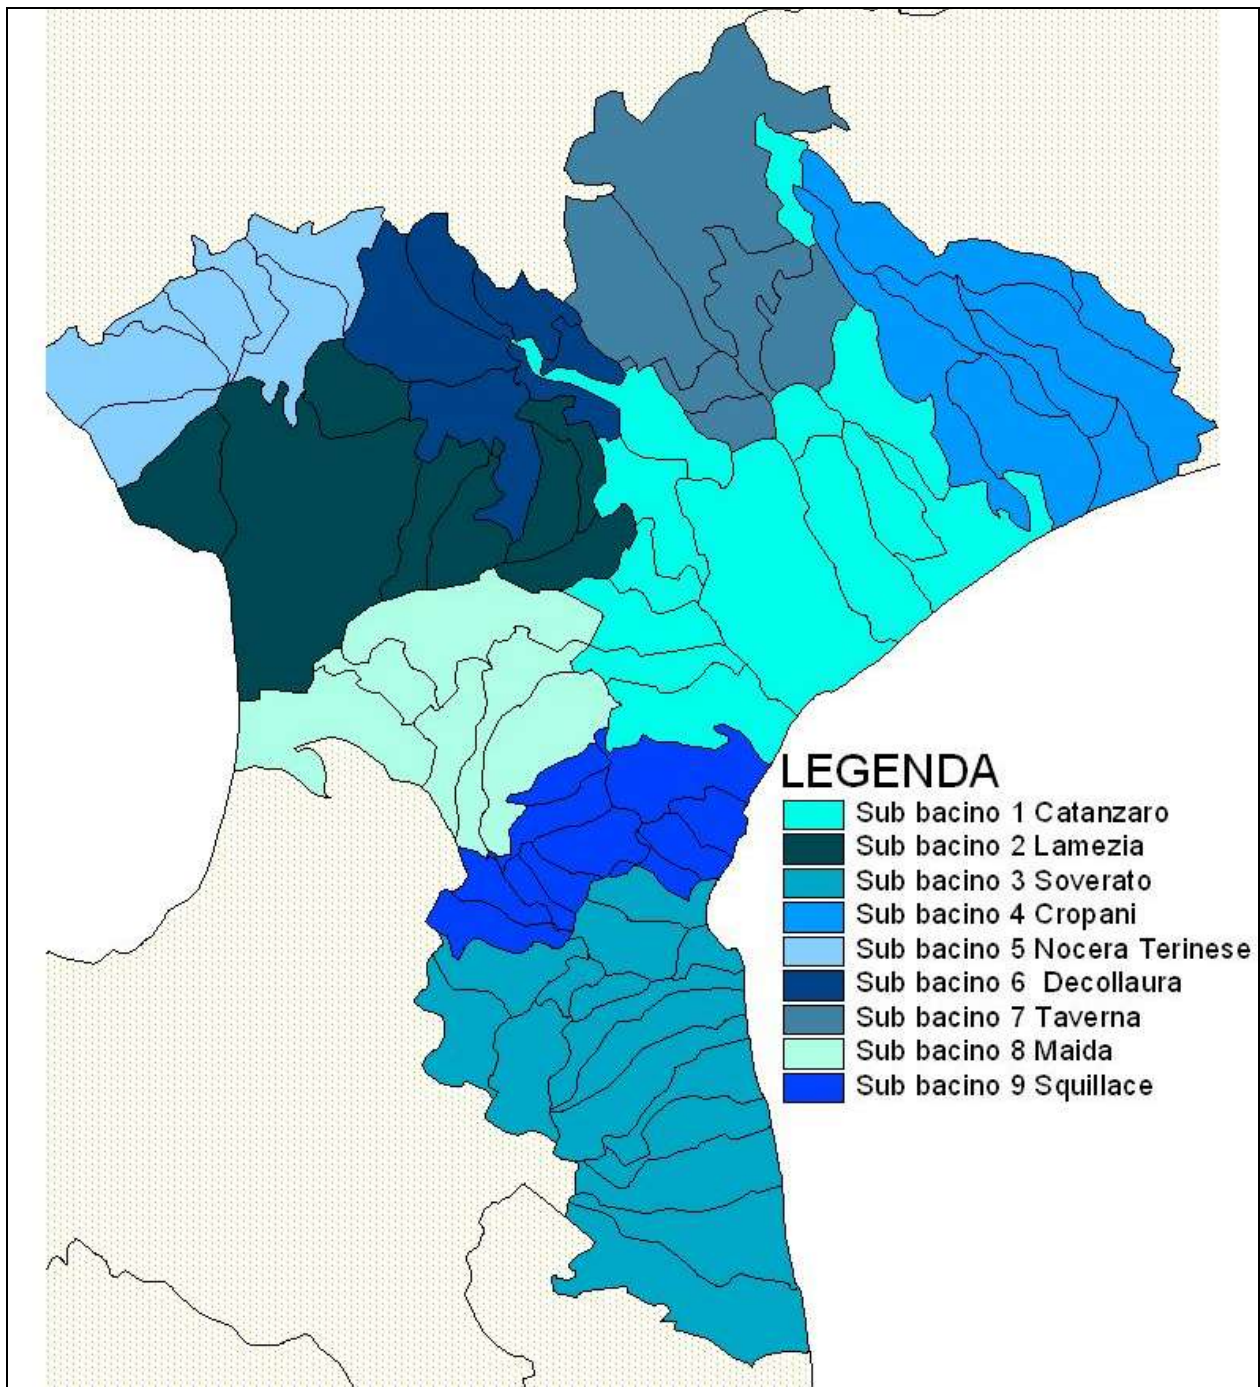 LEGENDA
Sub bacino 1 Catanzaro
Sub bacino 2 Lamezia
Sub bacino 3 Soverato
Sub bacino 4 Cropani
Sub bacino 5 Nocera Terinese
Sub bacino 6 Decollaura
Sub bacino 7 Taverna
Sub bacino 8 Maida
Sub bacino 9 Squillace